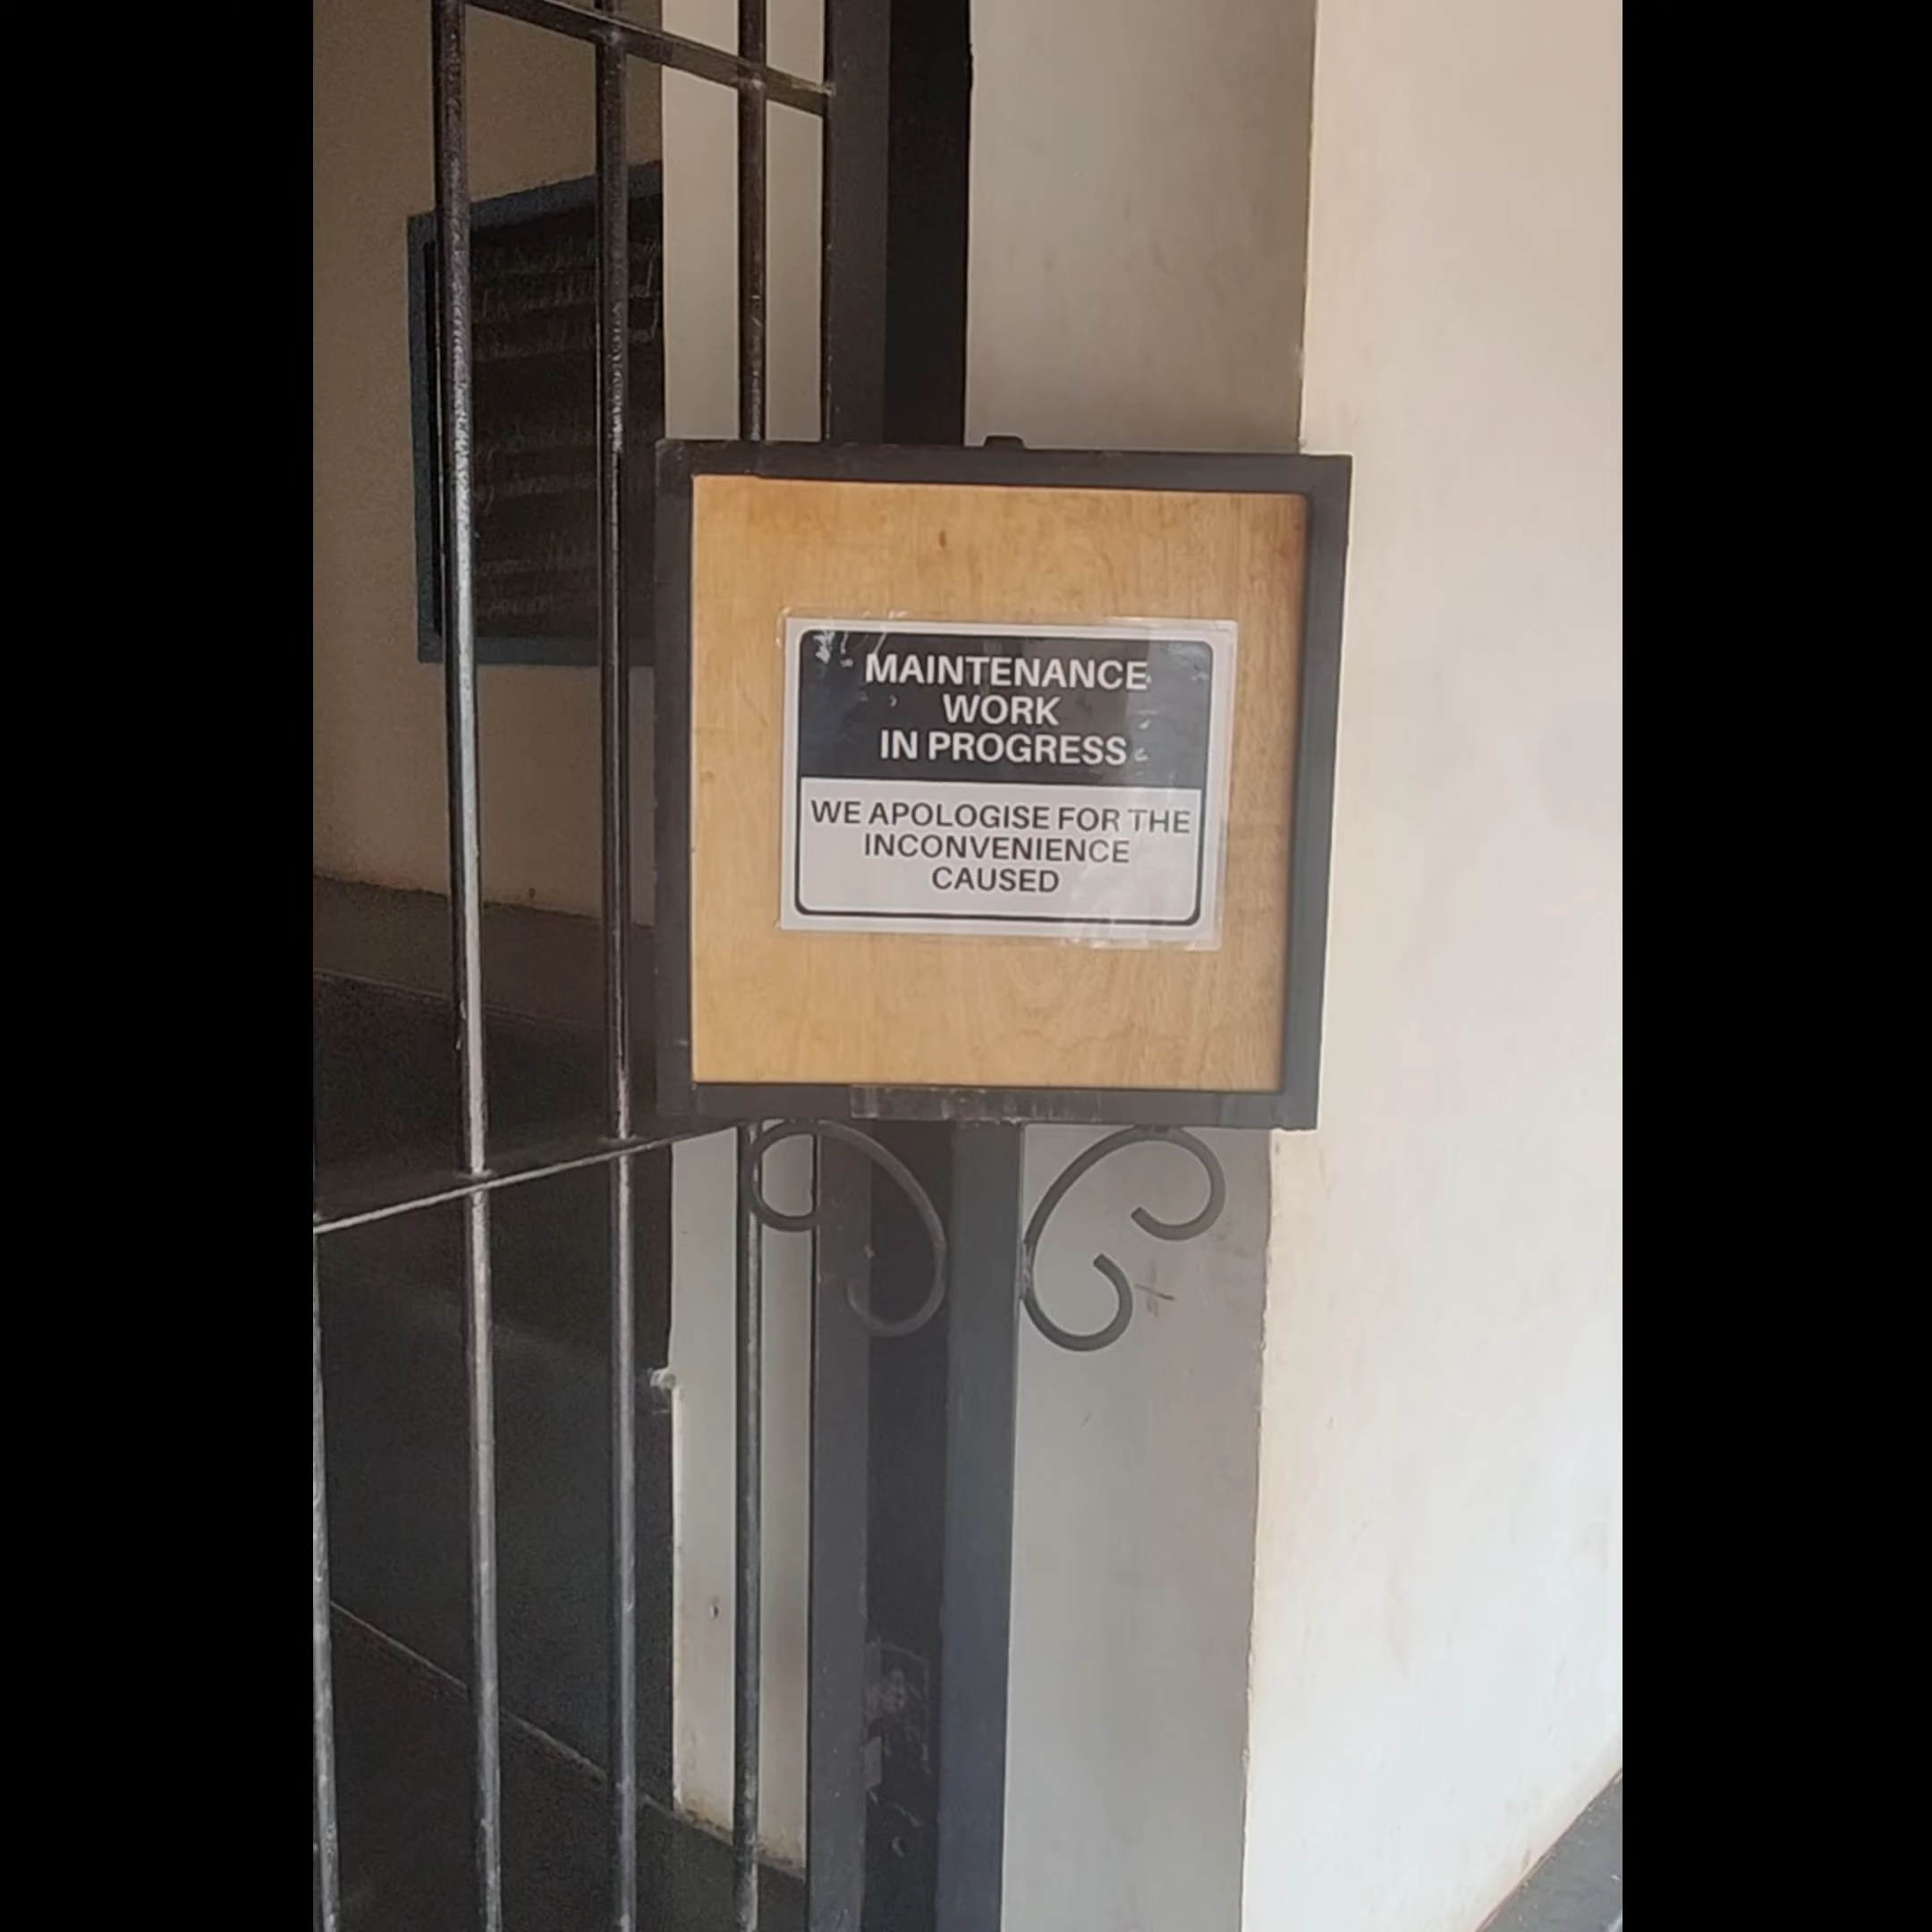 MAINTENANCE
WORK
IN PROGRESS
WE APOLOGISE FOR THE
INCONVENIENCE
CAUSED